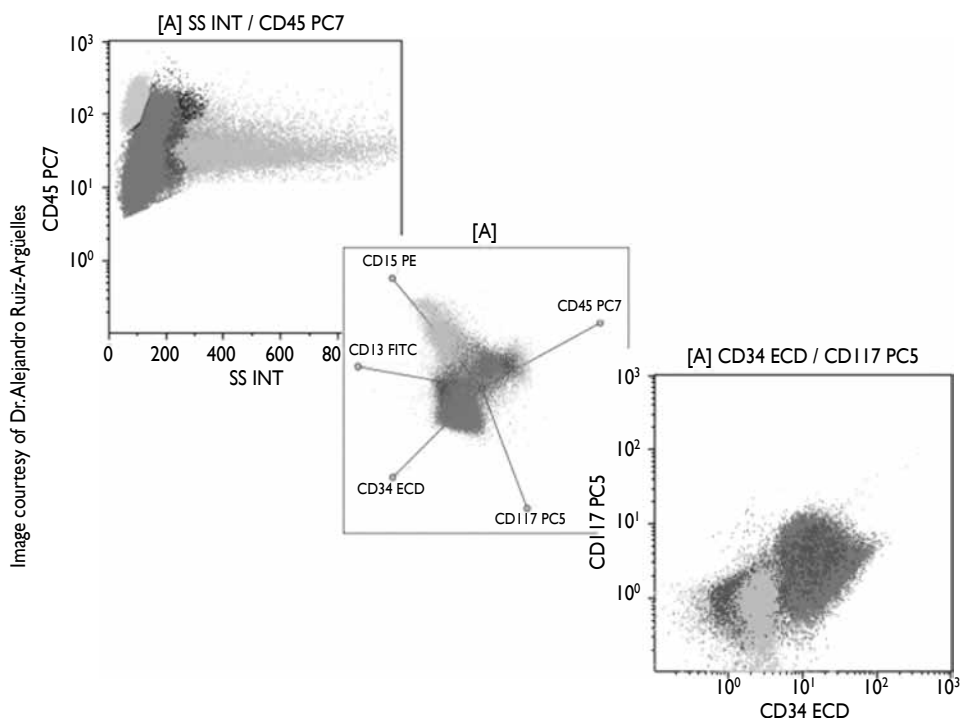 [A] SS INT / CD45 PC7
10³
10²
10¹
10⁰
CD45 PC7
0 200 400 600 80
SS INT
Image courtesy of Dr. Alejandro Ruiz-Argüelles
[A]
CD15 PE
CD45 PC7
CD13 FITC
CD34 ECD
CD117 PC5
[A] CD34 ECD / CD117 PC5
10³
10²
10¹
10⁰
CD117 PC5
10⁰ 10¹ 10² 10³
CD34 ECD